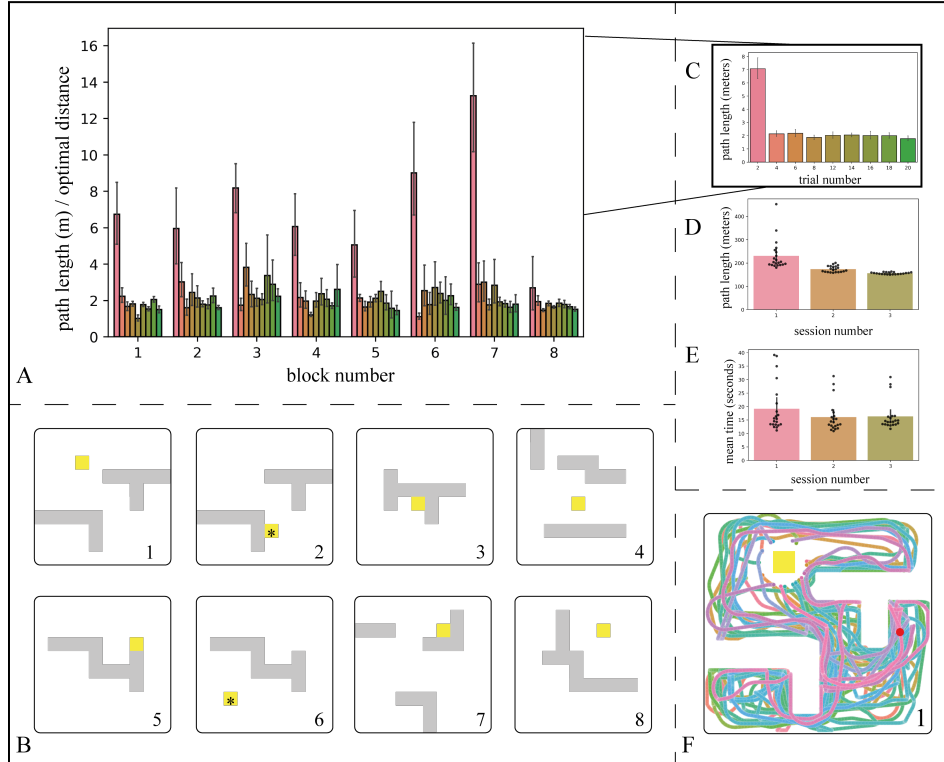 path length (m) / optimal distance
16
14
12
10
8
6
4
2
0
1 2 3 4 5 6 7 8
block number
A
C
path length (meters)
8
7
6
5
4
3
2
1
0
2 4 6 8 12 14 16 18 20
trial number
D
path length (meters)
400
300
200
100
0
1 2 3
session number
E
mean time (seconds)
40
35
30
25
20
15
10
5
0
1 2 3
session number
B
1
* 2
3
4
5
* 6
7
8
F
1